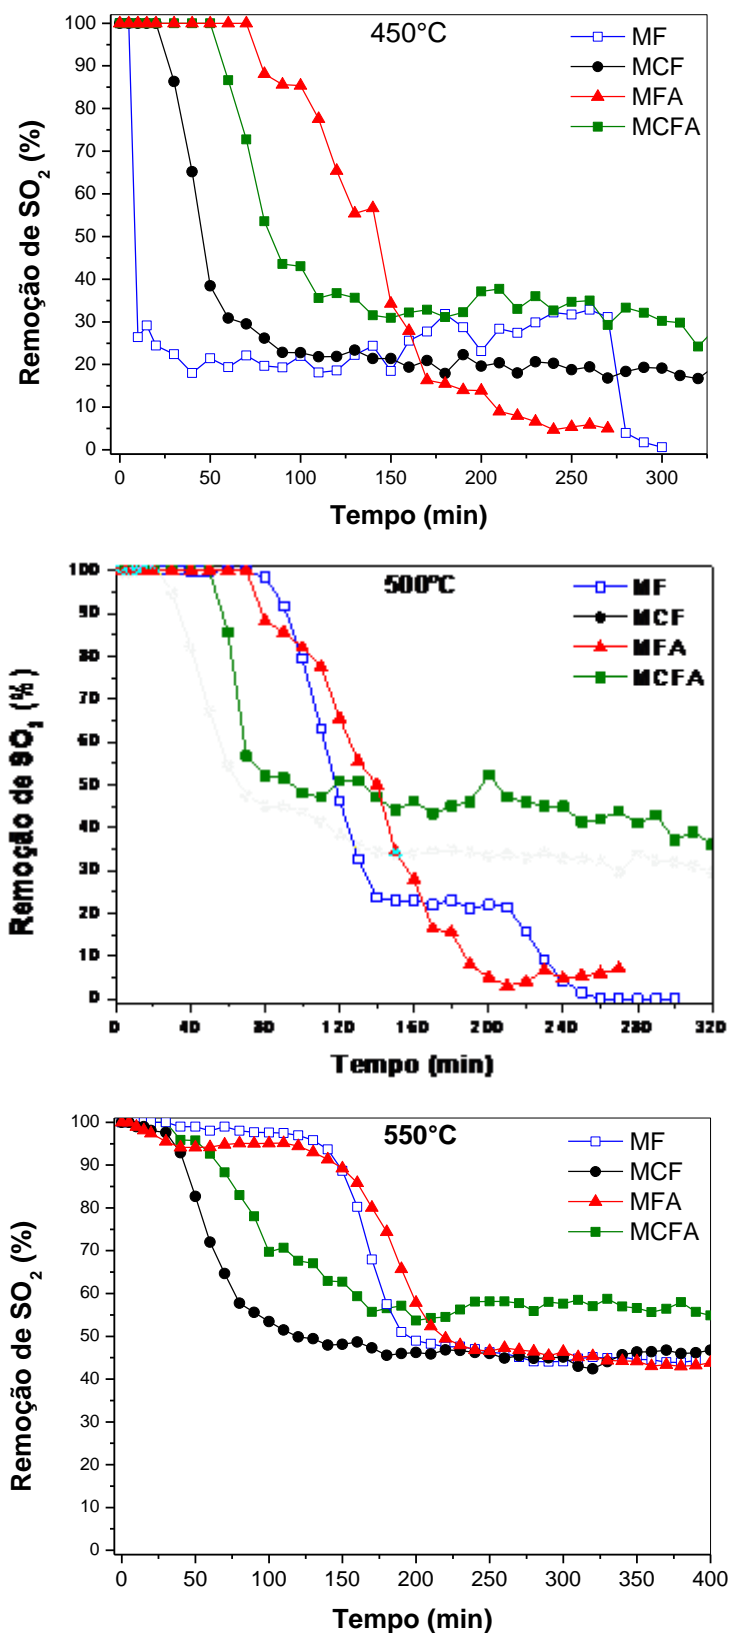 450°C
MF
MCF
MFA
MCFA
Remoção de SO2 (%)
100
90
80
70
60
50
40
30
20
10
0
0 50 100 150 200 250 300
Tempo (min)
500°C
MF
MCF
MFA
MCFA
Remoção de SO2 (%)
100
90
80
70
60
50
40
30
20
10
0
0 40 80 120 160 200 240 280 320
Tempo (min)
550°C
MF
MCF
MFA
MCFA
Remoção de SO2 (%)
100
90
80
70
60
50
40
30
20
10
0
0 50 100 150 200 250 300 350 400
Tempo (min)